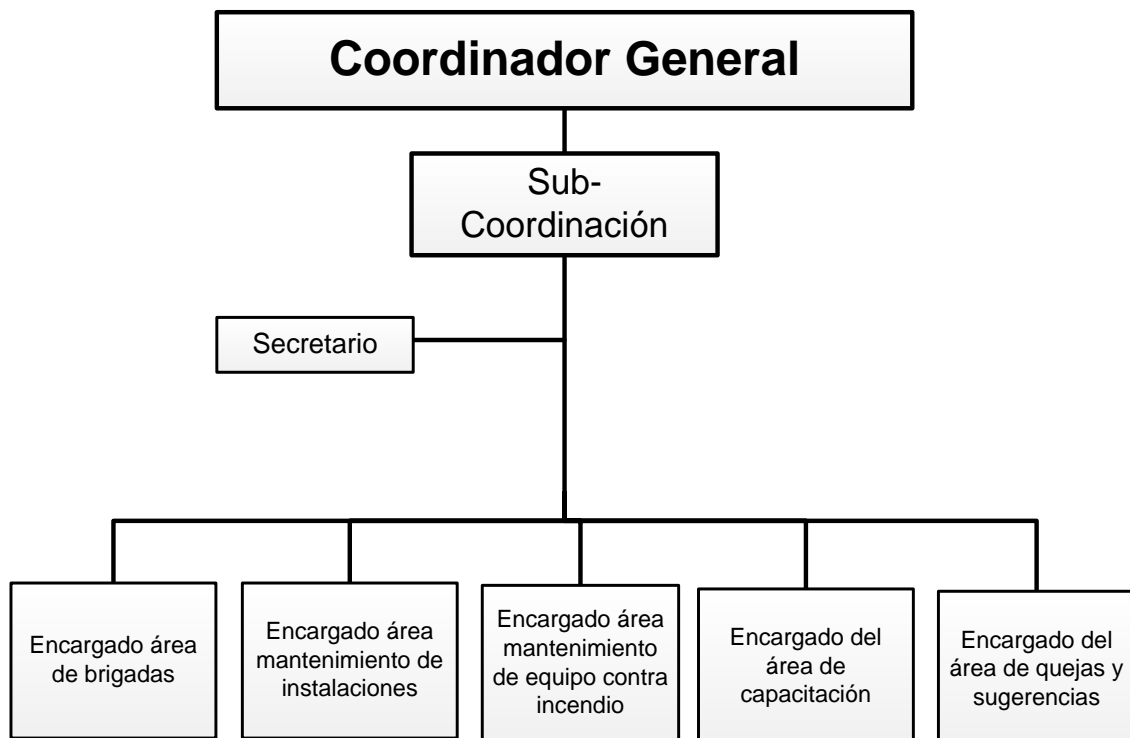 Coordinador General
Sub-
Coordinación
Secretario
Encargado área
de brigadas
Encargado área
mantenimiento de
instalaciones
Encargado área
mantenimiento
de equipo contra
incendio
Encargado del
área de
capacitación
Encargado del
área de quejas y
sugerencias